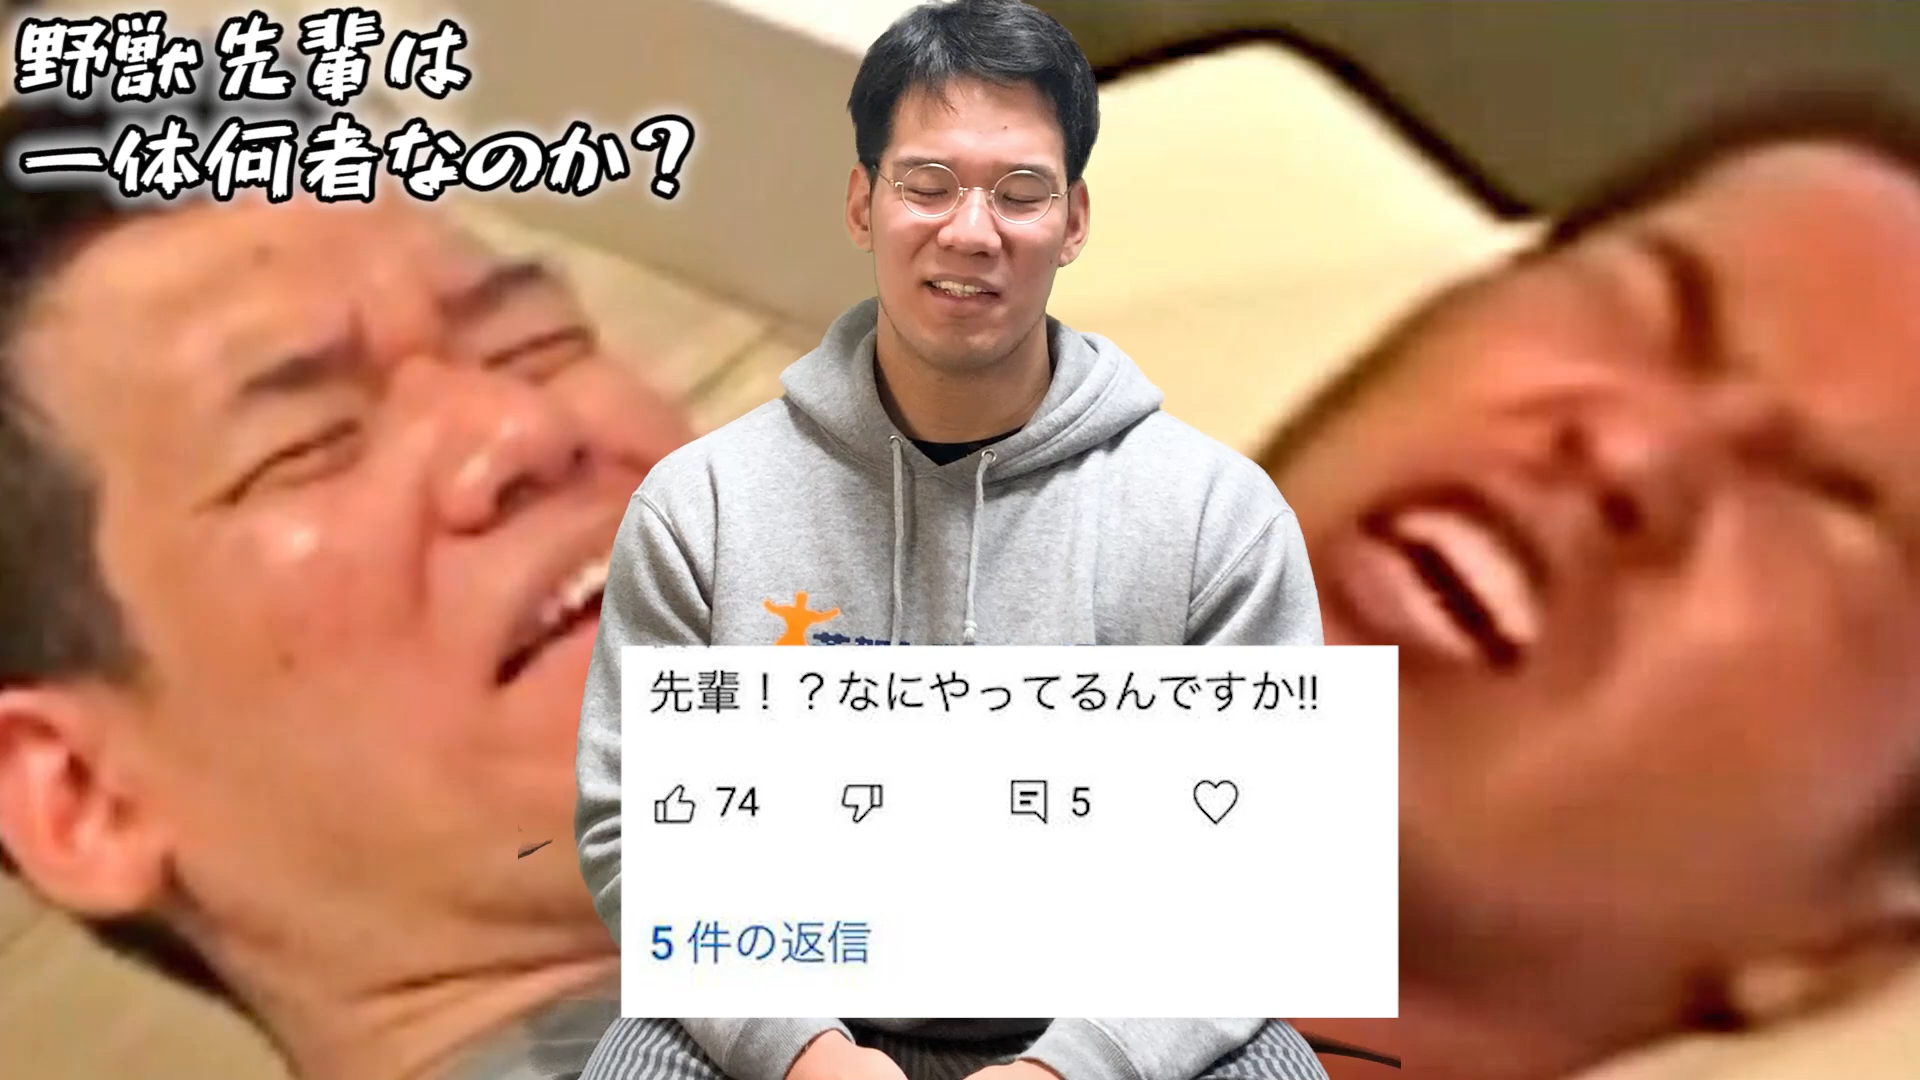 野獣先輩は
一体何者なのか?
先輩！？なにやってるんですか!!
74
5
5 件の返信